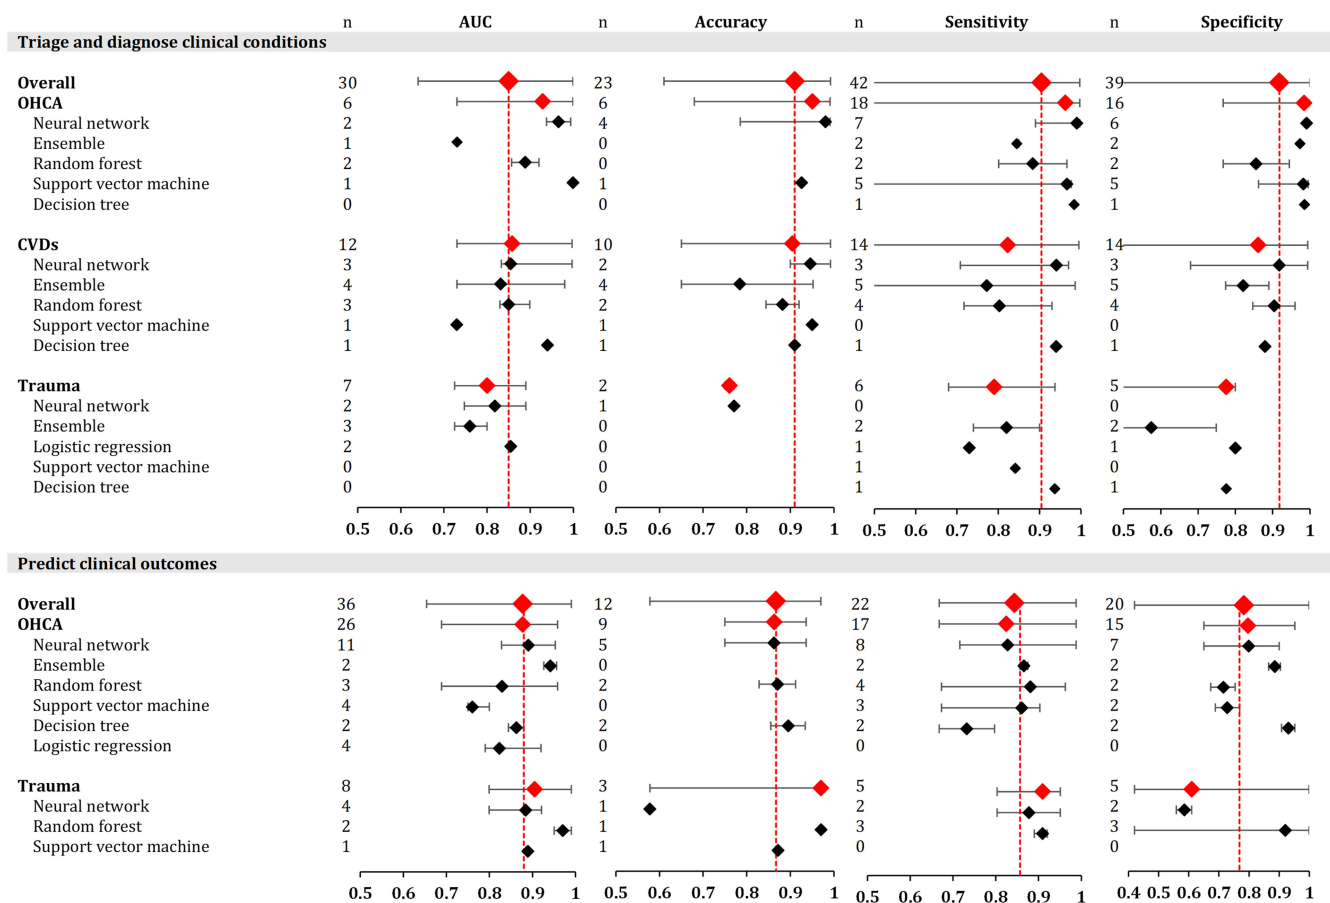 n AUC n Accuracy n Sensitivity n Specificity
Triage and diagnose clinical conditions
Overall 30 23 42 39
OHCA 6 6 18 16
Neural network 2 4 7 6
Ensemble 1 0 2 2
Random forest 2 0 2 2
Support vector machine 1 1 5 5
Decision tree 0 0 1 1
CVDs 12 10 14 14
Neural network 3 2 3 3
Ensemble 4 4 5 5
Random forest 3 2 4 4
Support vector machine 1 1 0 0
Decision tree 1 1 1 1
Trauma 7 2 6 5
Neural network 2 1 0 0
Ensemble 3 0 2 2
Logistic regression 2 0 1 1
Support vector machine 0 0 1 0
Decision tree 0 0 1 1
0.5 0.6 0.7 0.8 0.9 1 0.5 0.6 0.7 0.8 0.9 1 0.5 0.6 0.7 0.8 0.9 1 0.5 0.6 0.7 0.8 0.9 1
Predict clinical outcomes
Overall 36 12 22 20
OHCA 26 9 17 15
Neural network 11 5 8 7
Ensemble 2 0 2 2
Random forest 3 2 4 2
Support vector machine 4 0 3 2
Decision tree 2 2 2 2
Logistic regression 4 0 0 0
Trauma 8 3 5 5
Neural network 4 1 2 2
Random forest 2 1 3 3
Support vector machine 1 1 0 0
0.5 0.6 0.7 0.8 0.9 1 0.5 0.6 0.7 0.8 0.9 1 0.5 0.6 0.7 0.8 0.9 1 0.4 0.5 0.6 0.7 0.8 0.9 1